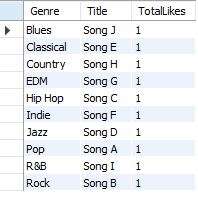 Genre Title TotalLikes
Blues Song J 1
Classical Song E 1
Country Song H 1
EDM Song G 1
Hip Hop Song C 1
Indie Song F 1
Jazz Song D 1
Pop Song A 1
R&B Song I 1
Rock Song B 1